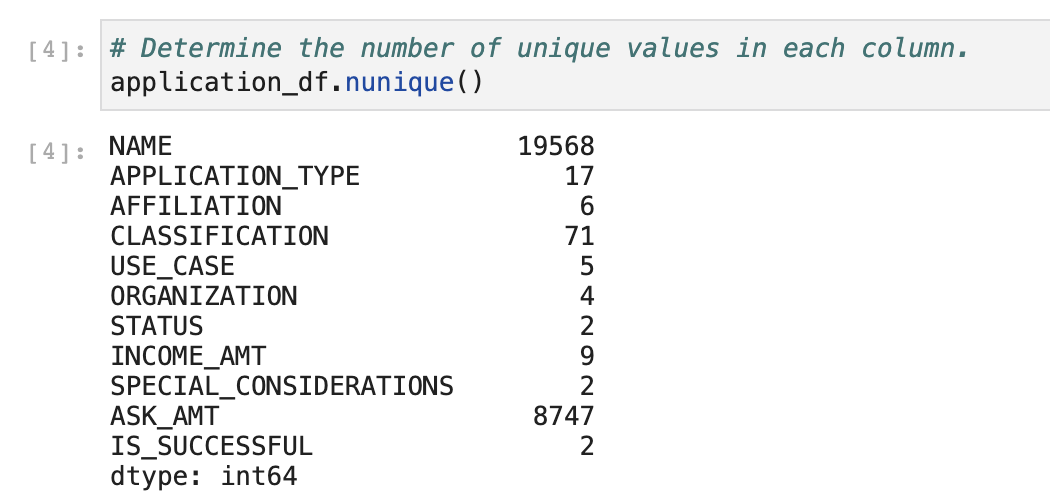 [4]: # Determine the number of unique values in each column.
application_df.nunique()
[4]: NAME 19568
APPLICATION_TYPE 17
AFFILIATION 6
CLASSIFICATION 71
USE_CASE 5
ORGANIZATION 4
STATUS 2
INCOME_AMT 9
SPECIAL_CONSIDERATIONS 2
ASK_AMT 8747
IS_SUCCESSFUL 2
dtype: int64